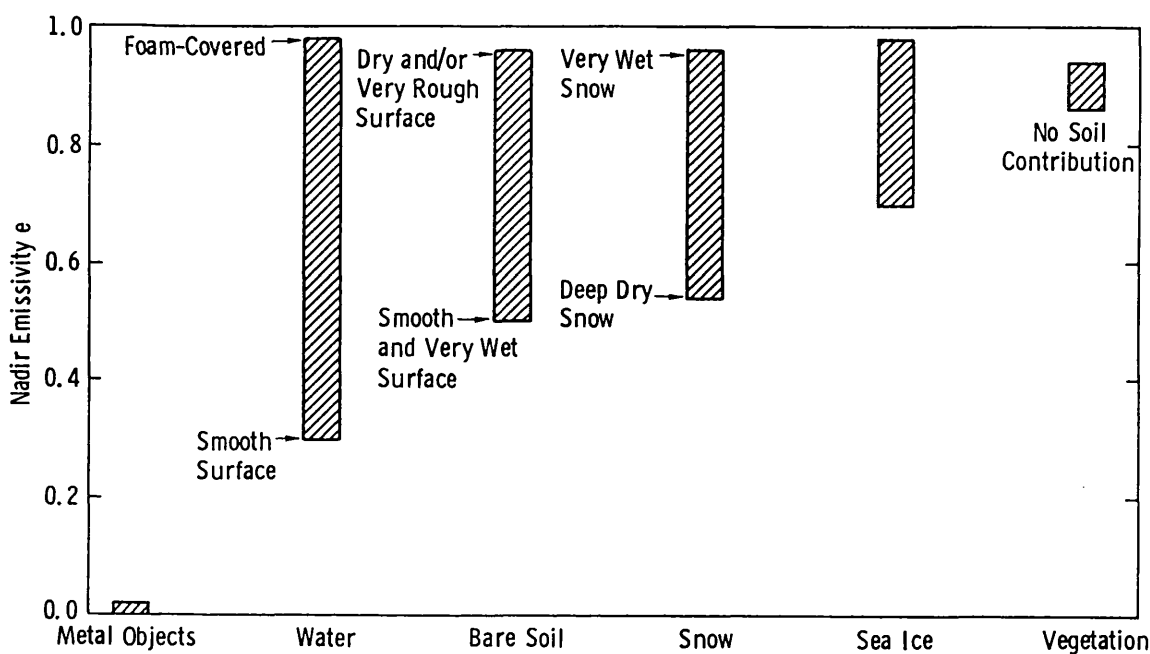 1.0
0.8
0.6
0.4
0.2
0.0
Nadir Emissivity e
Foam-Covered
Smooth
Surface
Dry and/or
Very Rough
Surface
Smooth
and Very Wet
Surface
Very Wet
Snow
Deep Dry
Snow
No Soil
Contribution
Metal Objects
Water
Bare Soil
Snow
Sea Ice
Vegetation